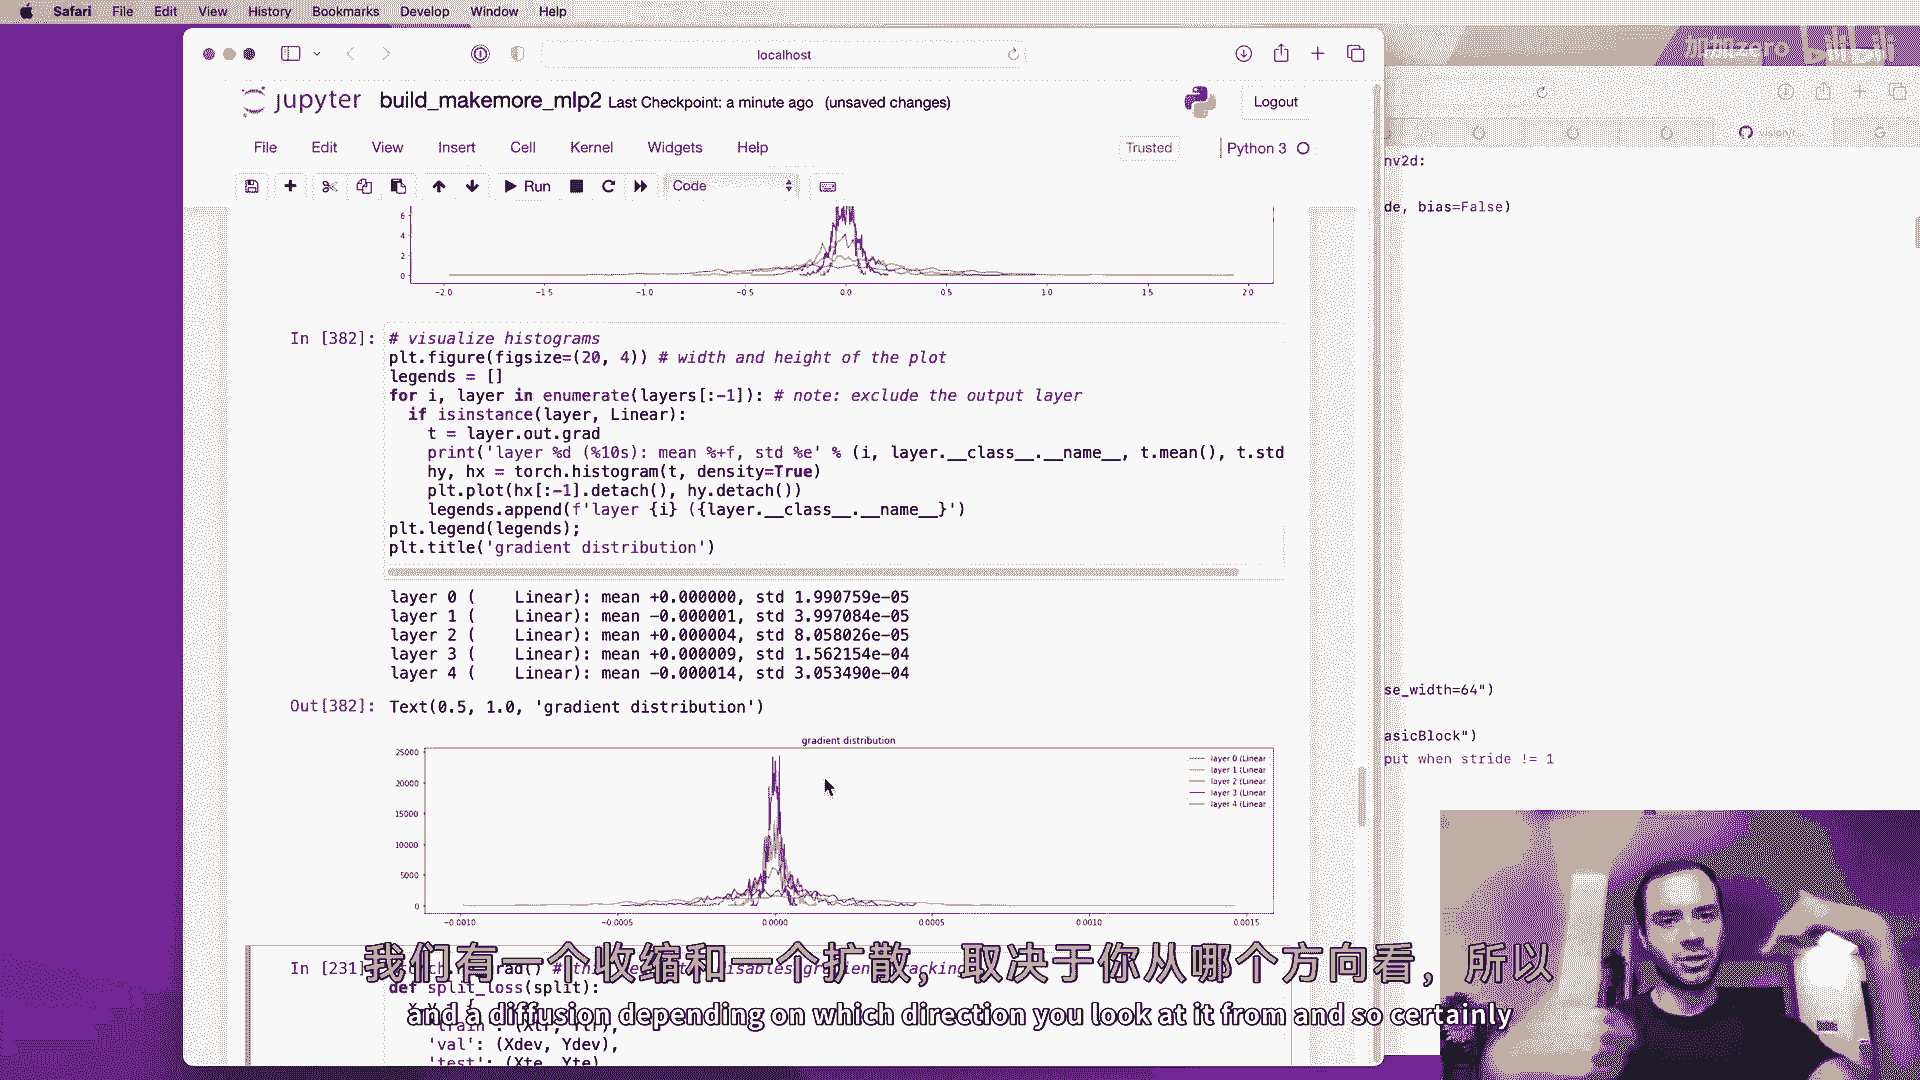 Safari File Edit View History Bookmarks Develop Window Help
加加zero bilibili
localhost
jupyter build_makemore_mlp2 Last Checkpoint: a minute ago (unsaved changes)
Logout
File Edit View Insert Cell Kernel Widgets Help
Trusted Python 3
Run Code
6
4
2
0
−2.0 −1.5 −1.0 −0.5 0.0 0.5 1.0 1.5 2.0
In [382]: # visualize histograms
plt.figure(figsize=(20, 4)) # width and height of the plot
legends = []
for i, layer in enumerate(layers[:-1]): # note: exclude the output layer
if isinstance(layer, Linear):
t = layer.out.grad
print('layer %d (%10s): mean %+f, std %e' % (i, layer.__class__.__name__, t.mean(), t.std
hy, hx = torch.histogram(t, density=True)
plt.plot(hx[:-1].detach(), hy.detach())
legends.append(f'layer {i} ({layer.__class__.__name__}')
plt.legend(legends);
plt.title('gradient distribution')
layer 0 (    Linear): mean +0.000000, std 1.990759e-05
layer 1 (    Linear): mean -0.000001, std 3.997084e-05
layer 2 (    Linear): mean +0.000004, std 8.058026e-05
layer 3 (    Linear): mean +0.000009, std 1.562154e-04
layer 4 (    Linear): mean -0.000014, std 3.053490e-04
Out[382]: Text(0.5, 1.0, 'gradient distribution')
gradient distribution
25000
20000
15000
10000
5000
0
−0.0010 −0.0005 0.0000 0.0005 0.0010 0.0015
layer 0 (Linear
layer 1 (Linear
layer 2 (Linear
layer 3 (Linear
layer 4 (Linear
In [231]
def split_loss(split):
'val': (Xdev, Ydev),
'test': (Xte, Yte),
vision/r...
nv2d:
de, bias=False)
se_width=64")
asicBlock")
put when stride != 1
我们有一个收缩和一个扩散，取决于你从哪个方向看，所以
and a diffusion depending on which direction you look at it from and so certainly